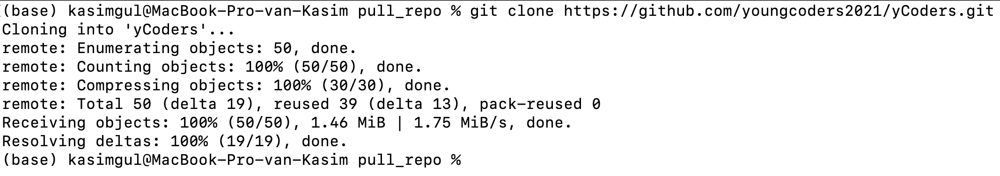 (base) kasimgul@MacBook-Pro-van-Kasim pull_repo % git clone https://github.com/youngcoders2021/yCoders.git
Cloning into 'yCoders'...
remote: Enumerating objects: 50, done.
remote: Counting objects: 100% (50/50), done.
remote: Compressing objects: 100% (30/30), done.
remote: Total 50 (delta 19), reused 39 (delta 13), pack-reused 0
Receiving objects: 100% (50/50), 1.46 MiB | 1.75 MiB/s, done.
Resolving deltas: 100% (19/19), done.
(base) kasimgul@MacBook-Pro-van-Kasim pull_repo %